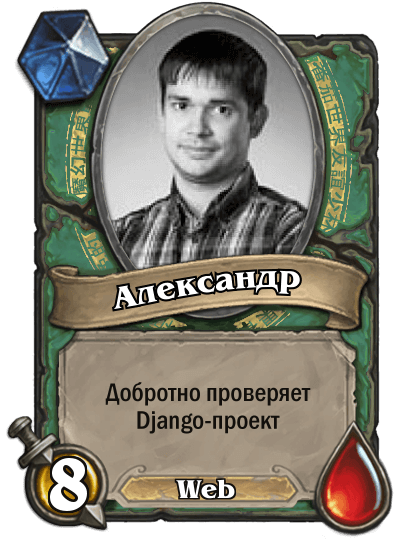 Александр
Добротно проверяет
Django-проект
8
Web